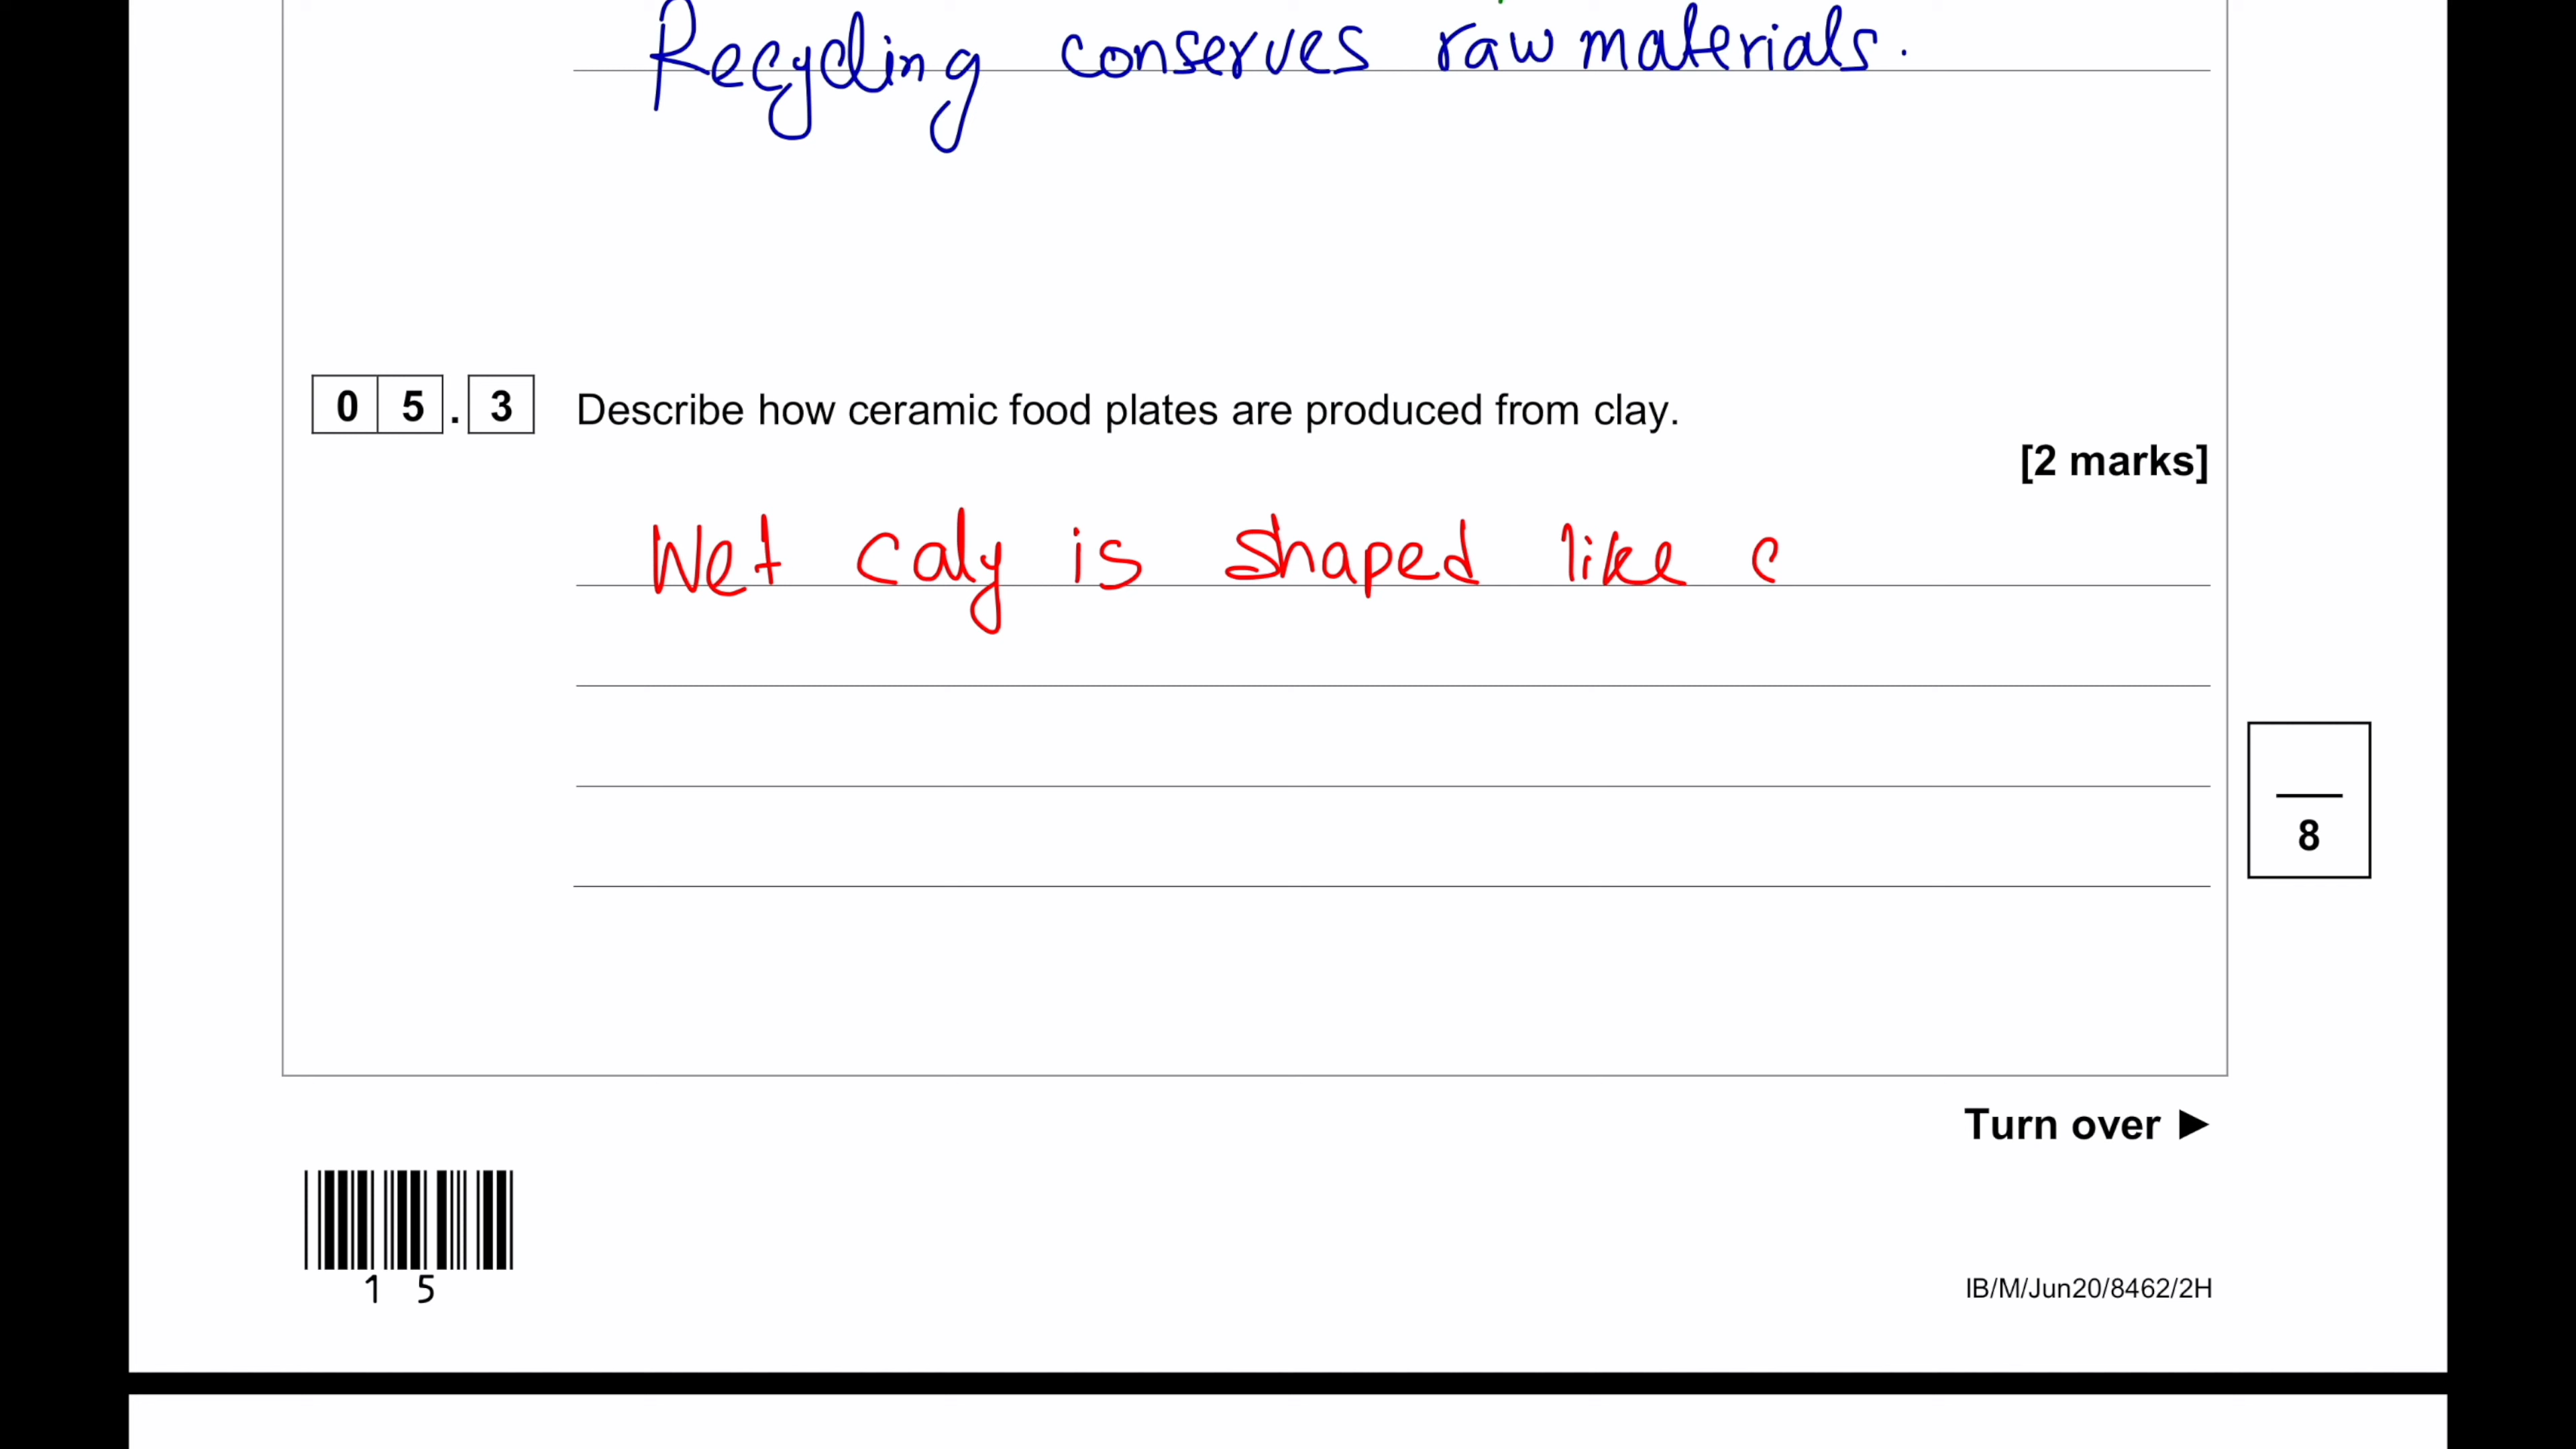 Recycling conserves raw materials.
0 5 . 3 Describe how ceramic food plates are produced from clay.
[2 marks]
Wet caly is shaped like
8
Turn over ►
1 5
IB/M/Jun20/8462/2H